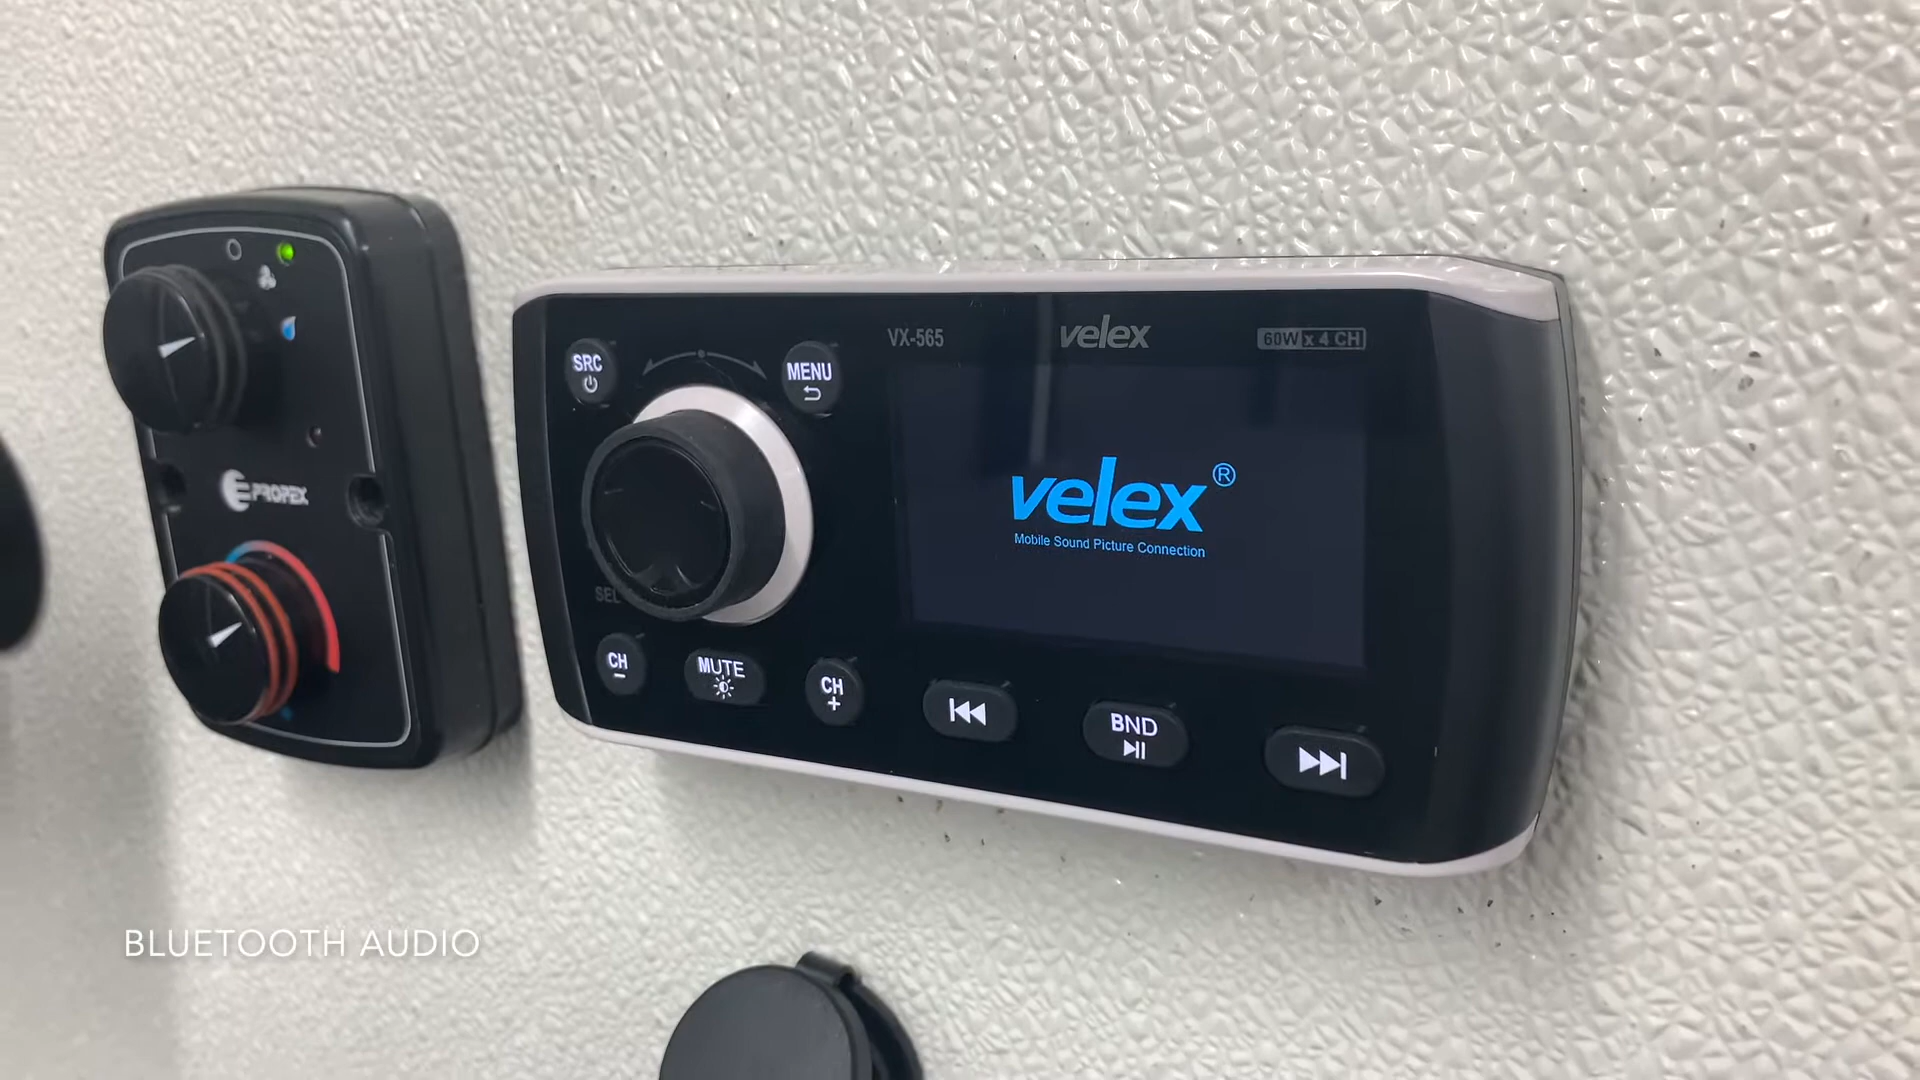 PROPEX
VX-565
velex
60W x 4 CH
SRC
MENU
velex®
Mobile Sound Picture Connection
SEL
CH
-
MUTE
CH
+
BND
BLUETOOTH AUDIO